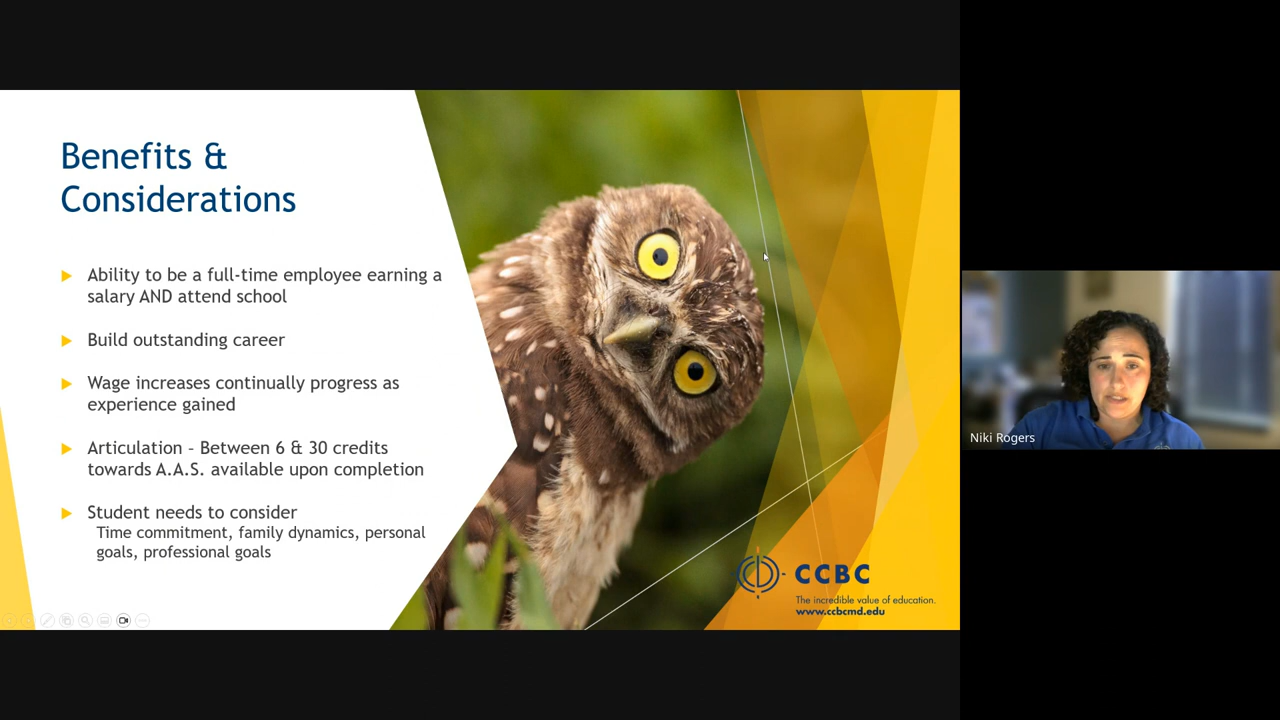 Benefits &
Considerations
Ability to be a full-time employee earning a
salary AND attend school
Build outstanding career
Wage increases continually progress as
experience gained
Articulation - Between 6 & 30 credits
towards A.A.S. available upon completion
Student needs to consider
Time commitment, family dynamics, personal
goals, professional goals
CCBC
The incredible value of education.
www.ccbcmd.edu
Niki Rogers